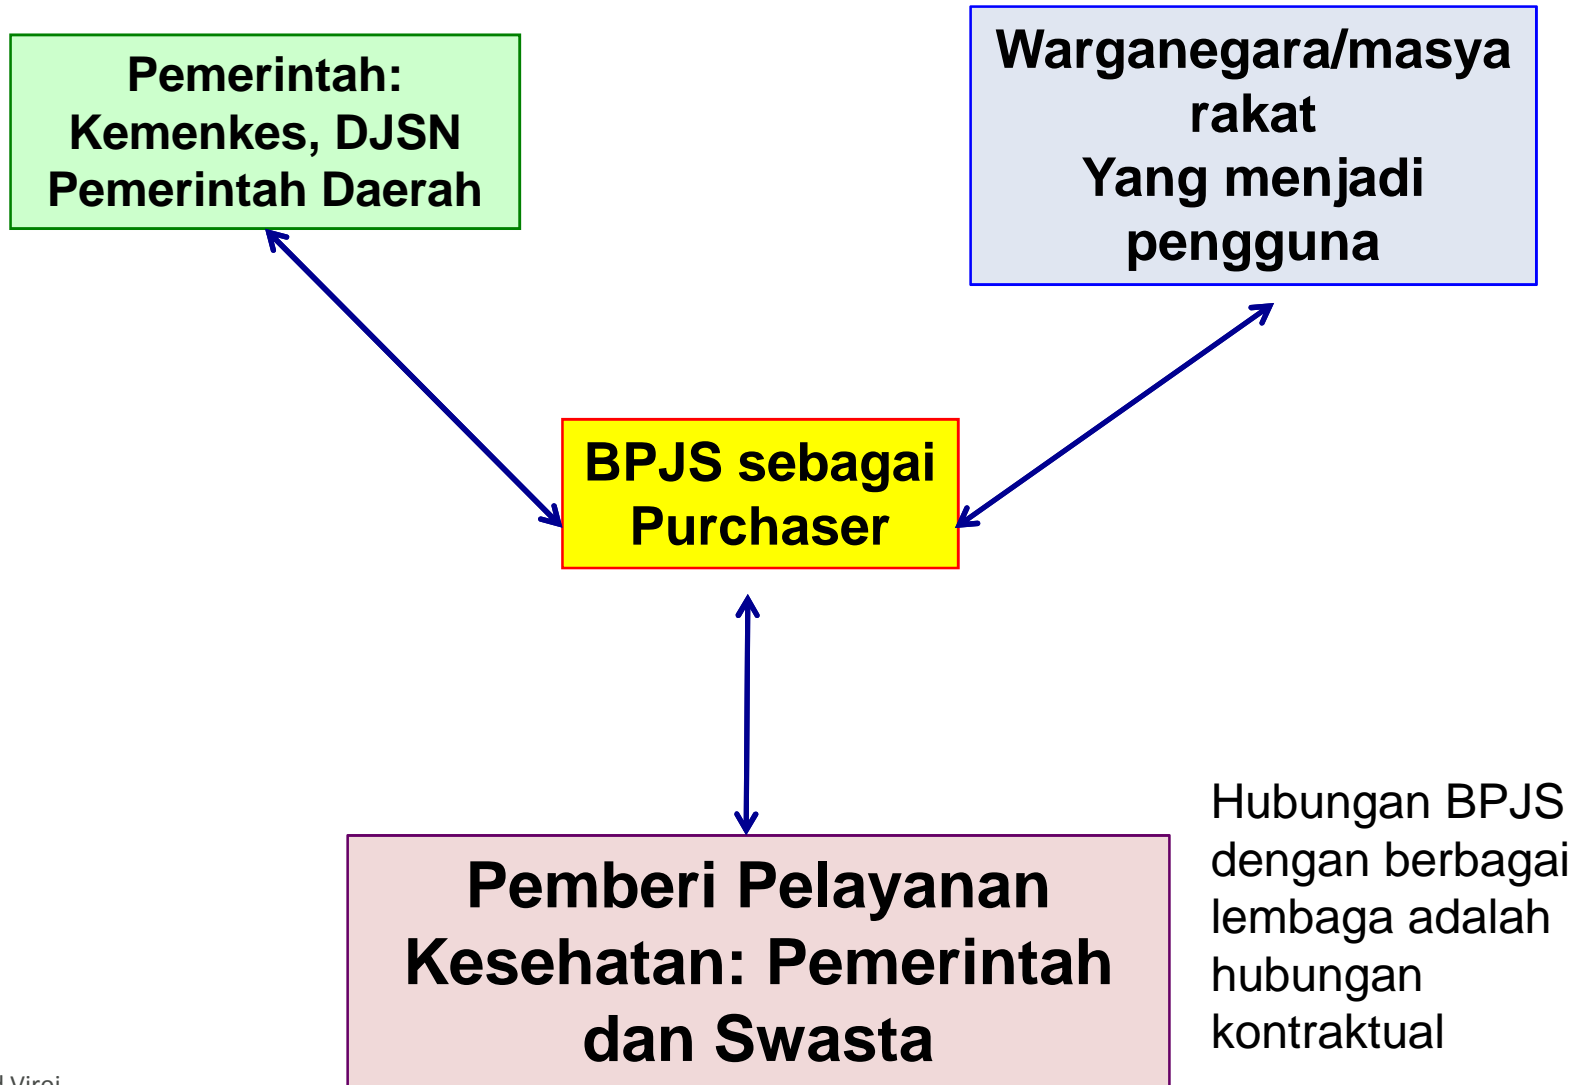 Pemerintah:
Kemenkes, DJSN
Pemerintah Daerah
Warganegara/masya
rakat
Yang menjadi
pengguna
BPJS sebagai
Purchaser
Pemberi Pelayanan
Kesehatan: Pemerintah
dan Swasta
Hubungan BPJS
dengan berbagai
lembaga adalah
hubungan
kontraktual